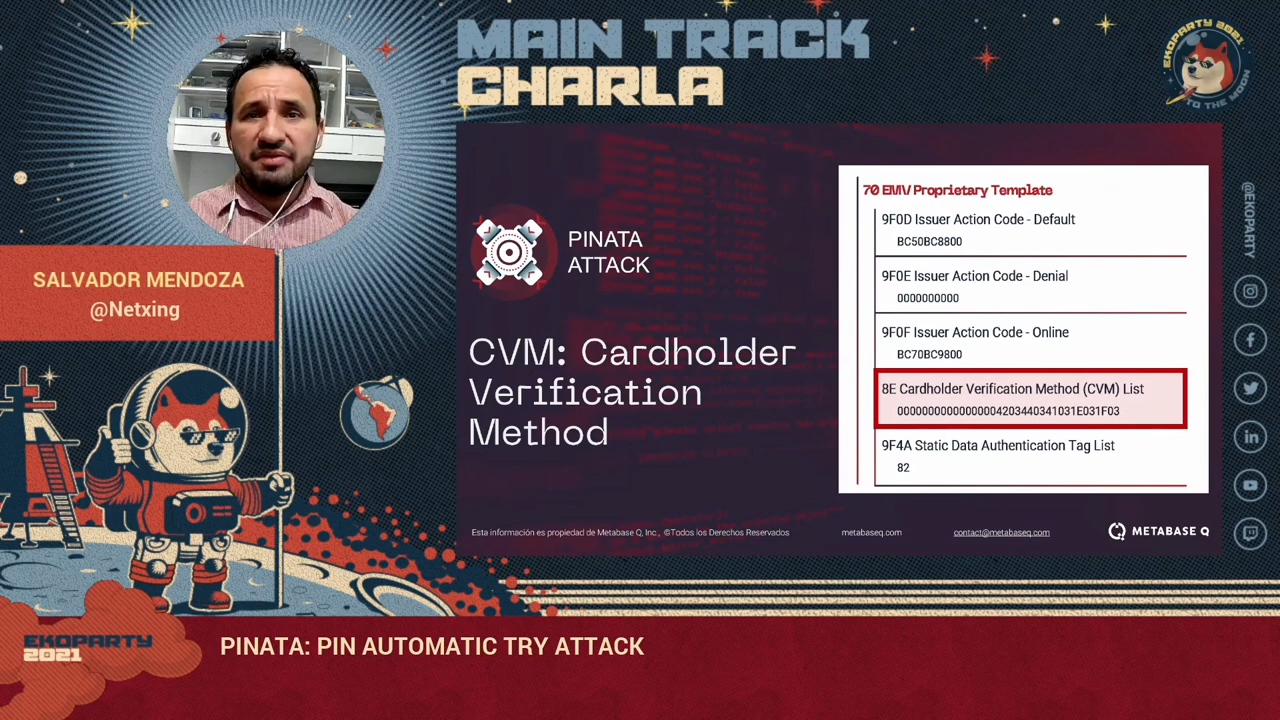 MAIN TRACK
CHARLA
EKOPARTY 2021
TO THE MOON
SALVADOR MENDOZA
@Netxing
PINATA
ATTACK
CVM: Cardholder
Verification
Method
70 EMV Proprietary Template
9F0D Issuer Action Code - Default
BC50BC8800
9F0E Issuer Action Code - Denial
0000000000
9F0F Issuer Action Code - Online
BC70BC9800
8E Cardholder Verification Method (CVM) List
00000000000000004203440341031E031F03
9F4A Static Data Authentication Tag List
82
Esta información es propiedad de Metabase Q, Inc., ©Todos los Derechos Reservados
metabaseq.com
contact@metabaseq.com
METABASE Q
@EKOPARTY
EKOPARTY
2021
PINATA: PIN AUTOMATIC TRY ATTACK